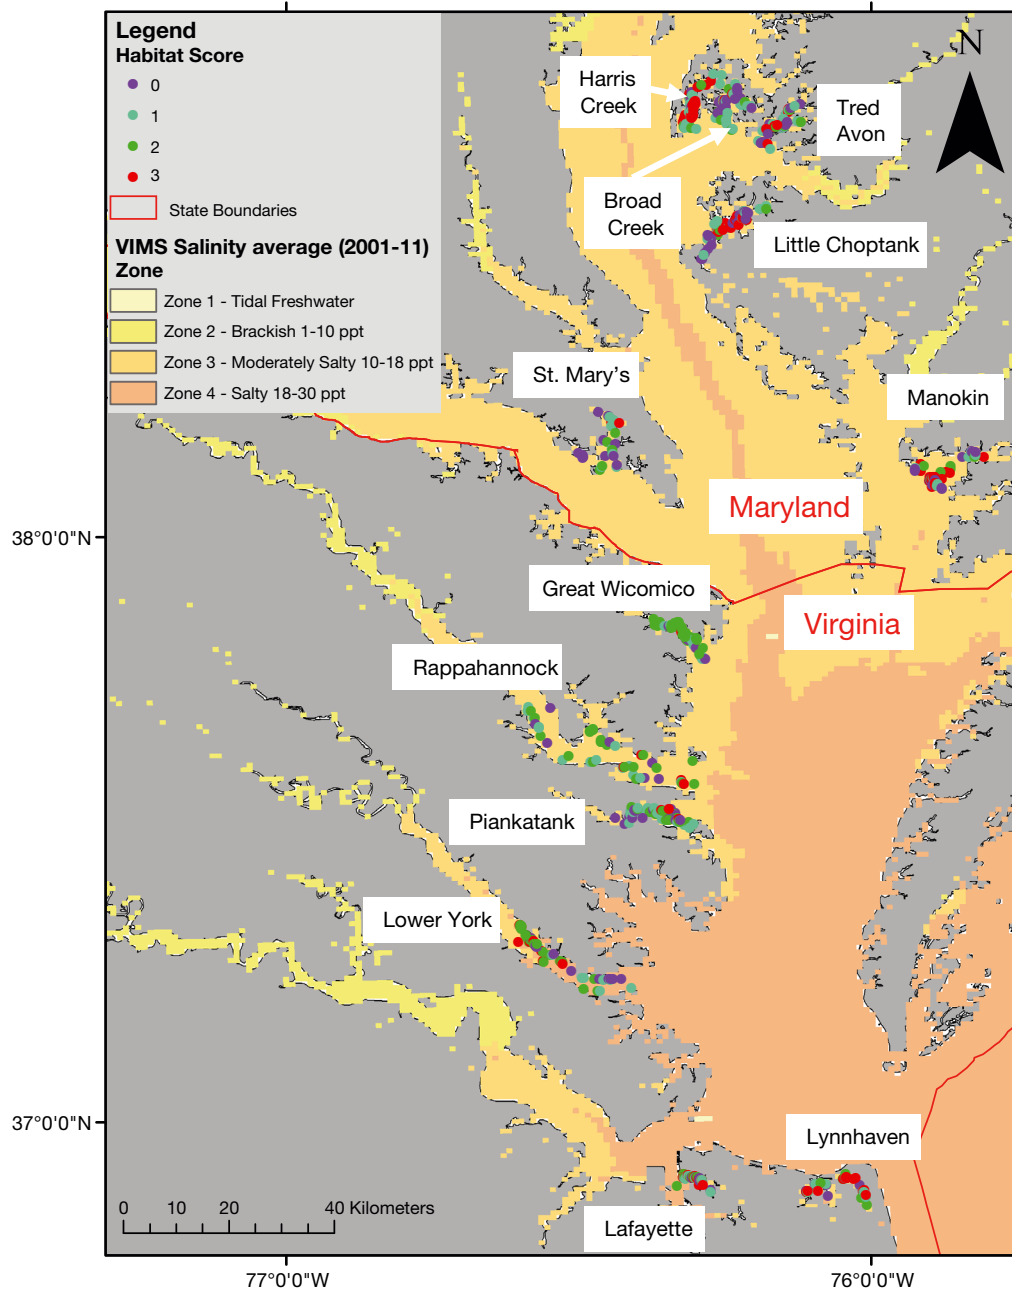 Legend
Habitat Score
0
1
2
3
State Boundaries
VIMS Salinity average (2001-11)
Zone
Zone 1 - Tidal Freshwater
Zone 2 - Brackish 1-10 ppt
Zone 3 - Moderately Salty 10-18 ppt
Zone 4 - Salty 18-30 ppt
N
Harris
Creek
Tred
Avon
Broad
Creek
Little Choptank
St. Mary's
Manokin
Maryland
38°0'0"N
Great Wicomico
Virginia
Rappahannock
Piankatank
Lower York
37°0'0"N
Lynnhaven
Lafayette
0 10 20 40 Kilometers
77°0'0"W
76°0'0"W